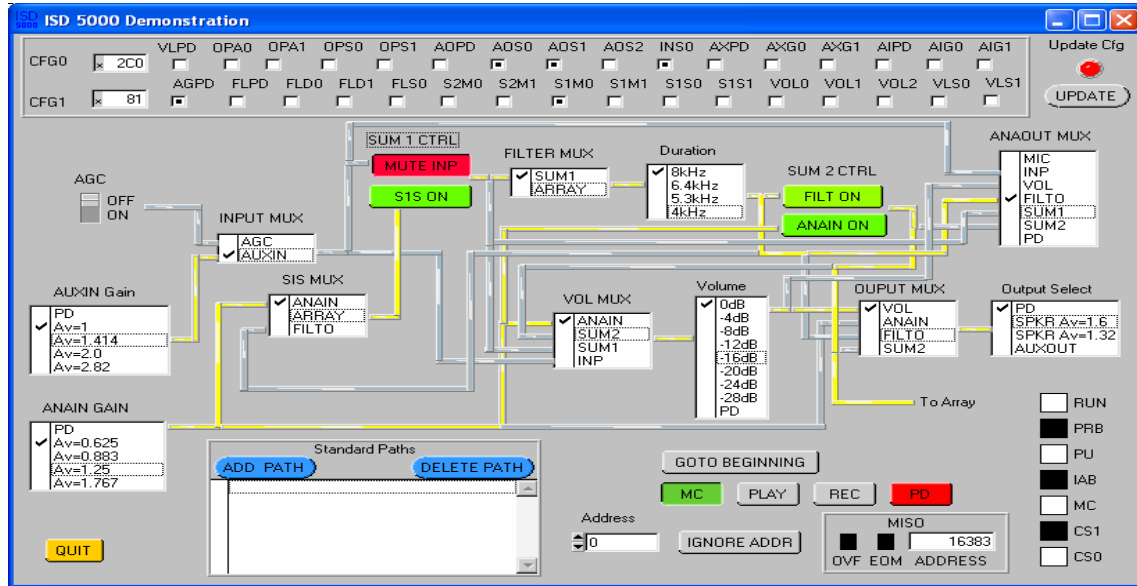 ISD 5000 ISD 5000 Demonstration
VLPD OPA0 OPA1 OPS0 OPS1 AOPD AOS0 AOS1 AOS2 INS0 AXPD AXG0 AXG1 AIPD AIG0 AIG1
CFG0 x 2C0
AGPD FLPD FLD0 FLD1 FLS0 S2M0 S2M1 S1M0 S1M1 S1S0 S1S1 VOL0 VOL1 VOL2 VLS0 VLS1
CFG1 x 81
Update Cfg
UPDATE
SUM 1 CTRL
MUTE INP
S1S ON
FILTER MUX
SUM1
ARRAY
Duration
8kHz
6.4kHz
5.3kHz
4kHz
SUM 2 CTRL
FILT ON
ANAIN ON
ANAOUT MUX
MIC
INP
VOL
FILTO
SUM1
SUM2
PD
AGC
OFF
ON
INPUT MUX
AGC
AUXIN
AUXIN Gain
PD
Av=1
Av=1.414
Av=2.0
Av=2.82
SIS MUX
ANAIN
ARRAY
FILTO
VOL MUX
ANAIN
SUM2
SUM1
INP
Volume
0dB
-4dB
-8dB
-12dB
-16dB
-20dB
-24dB
-28dB
PD
OUPUT MUX
VOL
ANAIN
FILTO
SUM2
Output Select
PD
SPKR Av=1.6
SPKR Av=1.32
AUXOUT
To Array
ANAIN GAIN
PD
Av=0.625
Av=0.883
Av=1.25
Av=1.767
Standard Paths
ADD PATH DELETE PATH
GOTO BEGINNING
MC PLAY REC PD
Address
0
IGNORE ADDR
MISO
16383
OVF EOM ADDRESS
RUN
PRB
PU
IAB
MC
CS1
CS0
QUIT